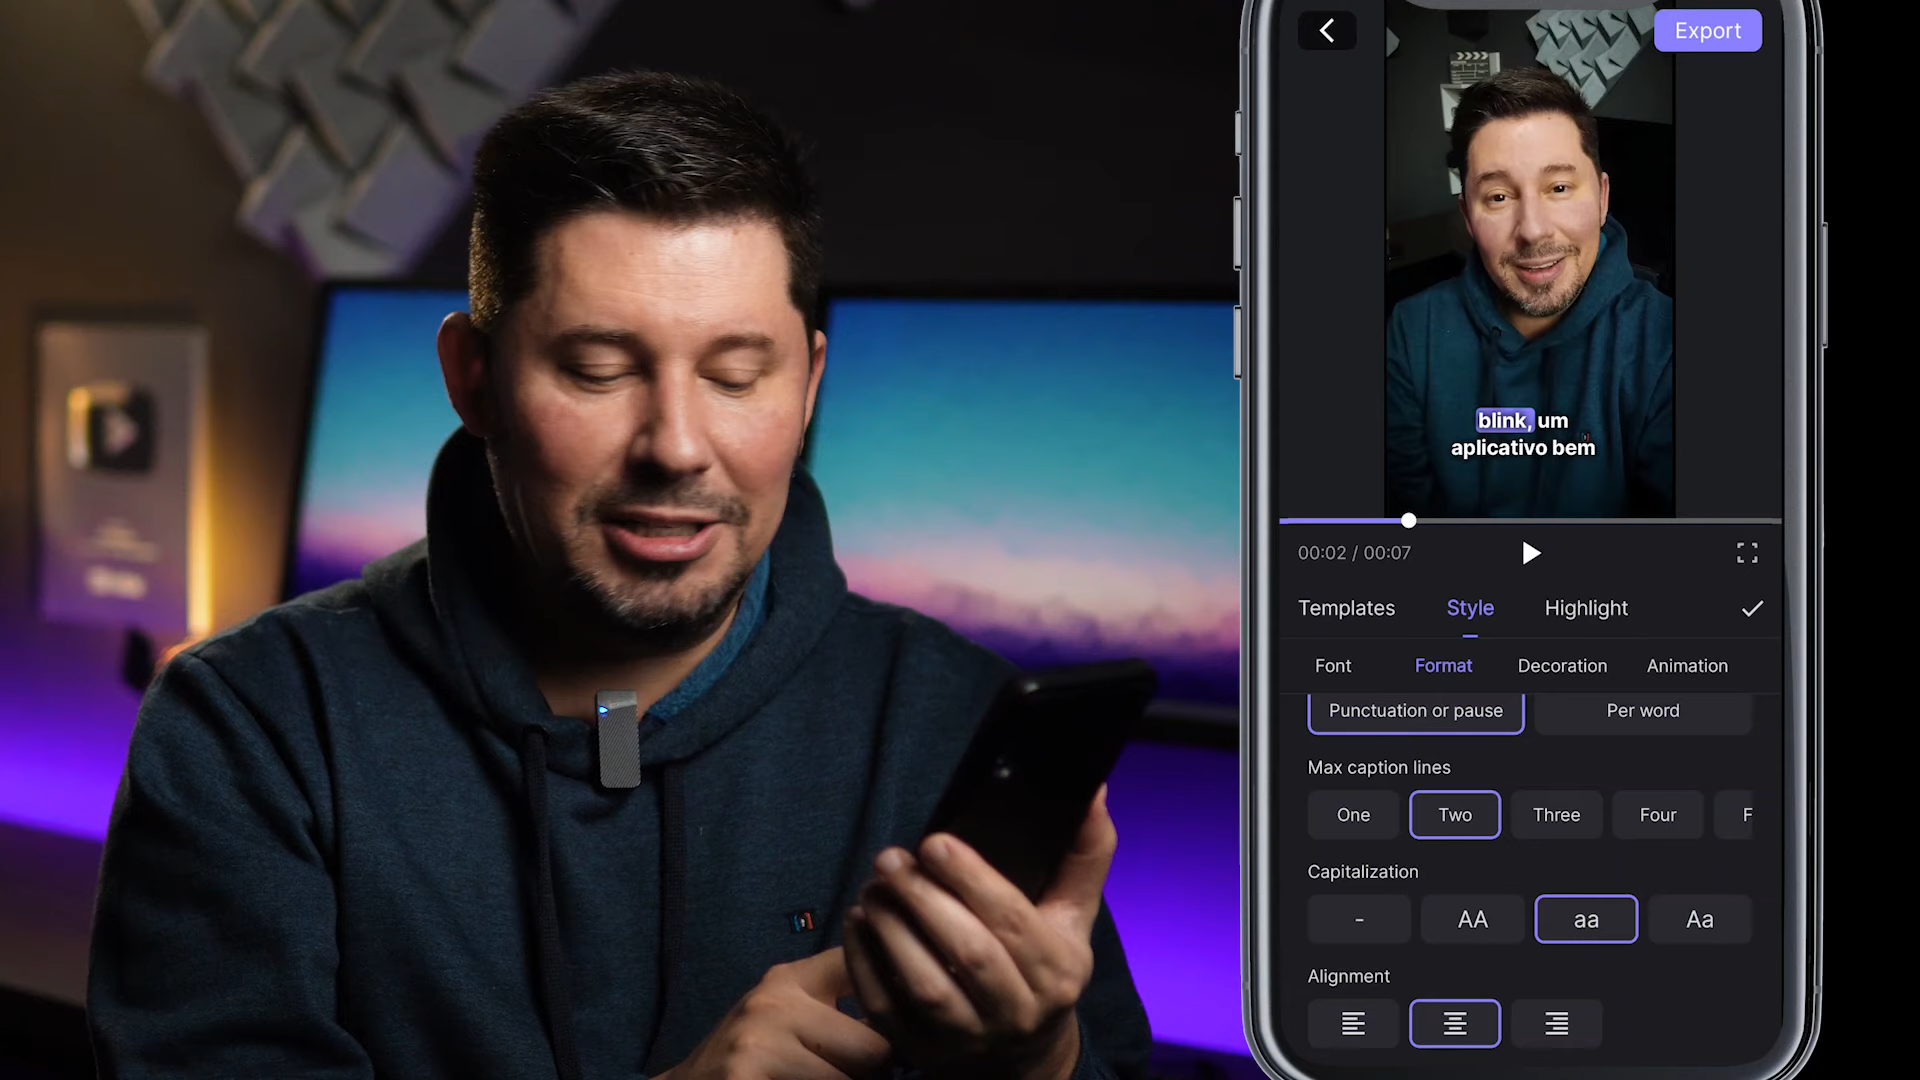 Export
blink, um
aplicativo bem
00:02 / 00:07
Templates Style Highlight
Font Format Decoration Animation
Punctuation or pause Per word
Max caption lines
One Two Three Four F
Capitalization
- AA aa Aa
Alignment